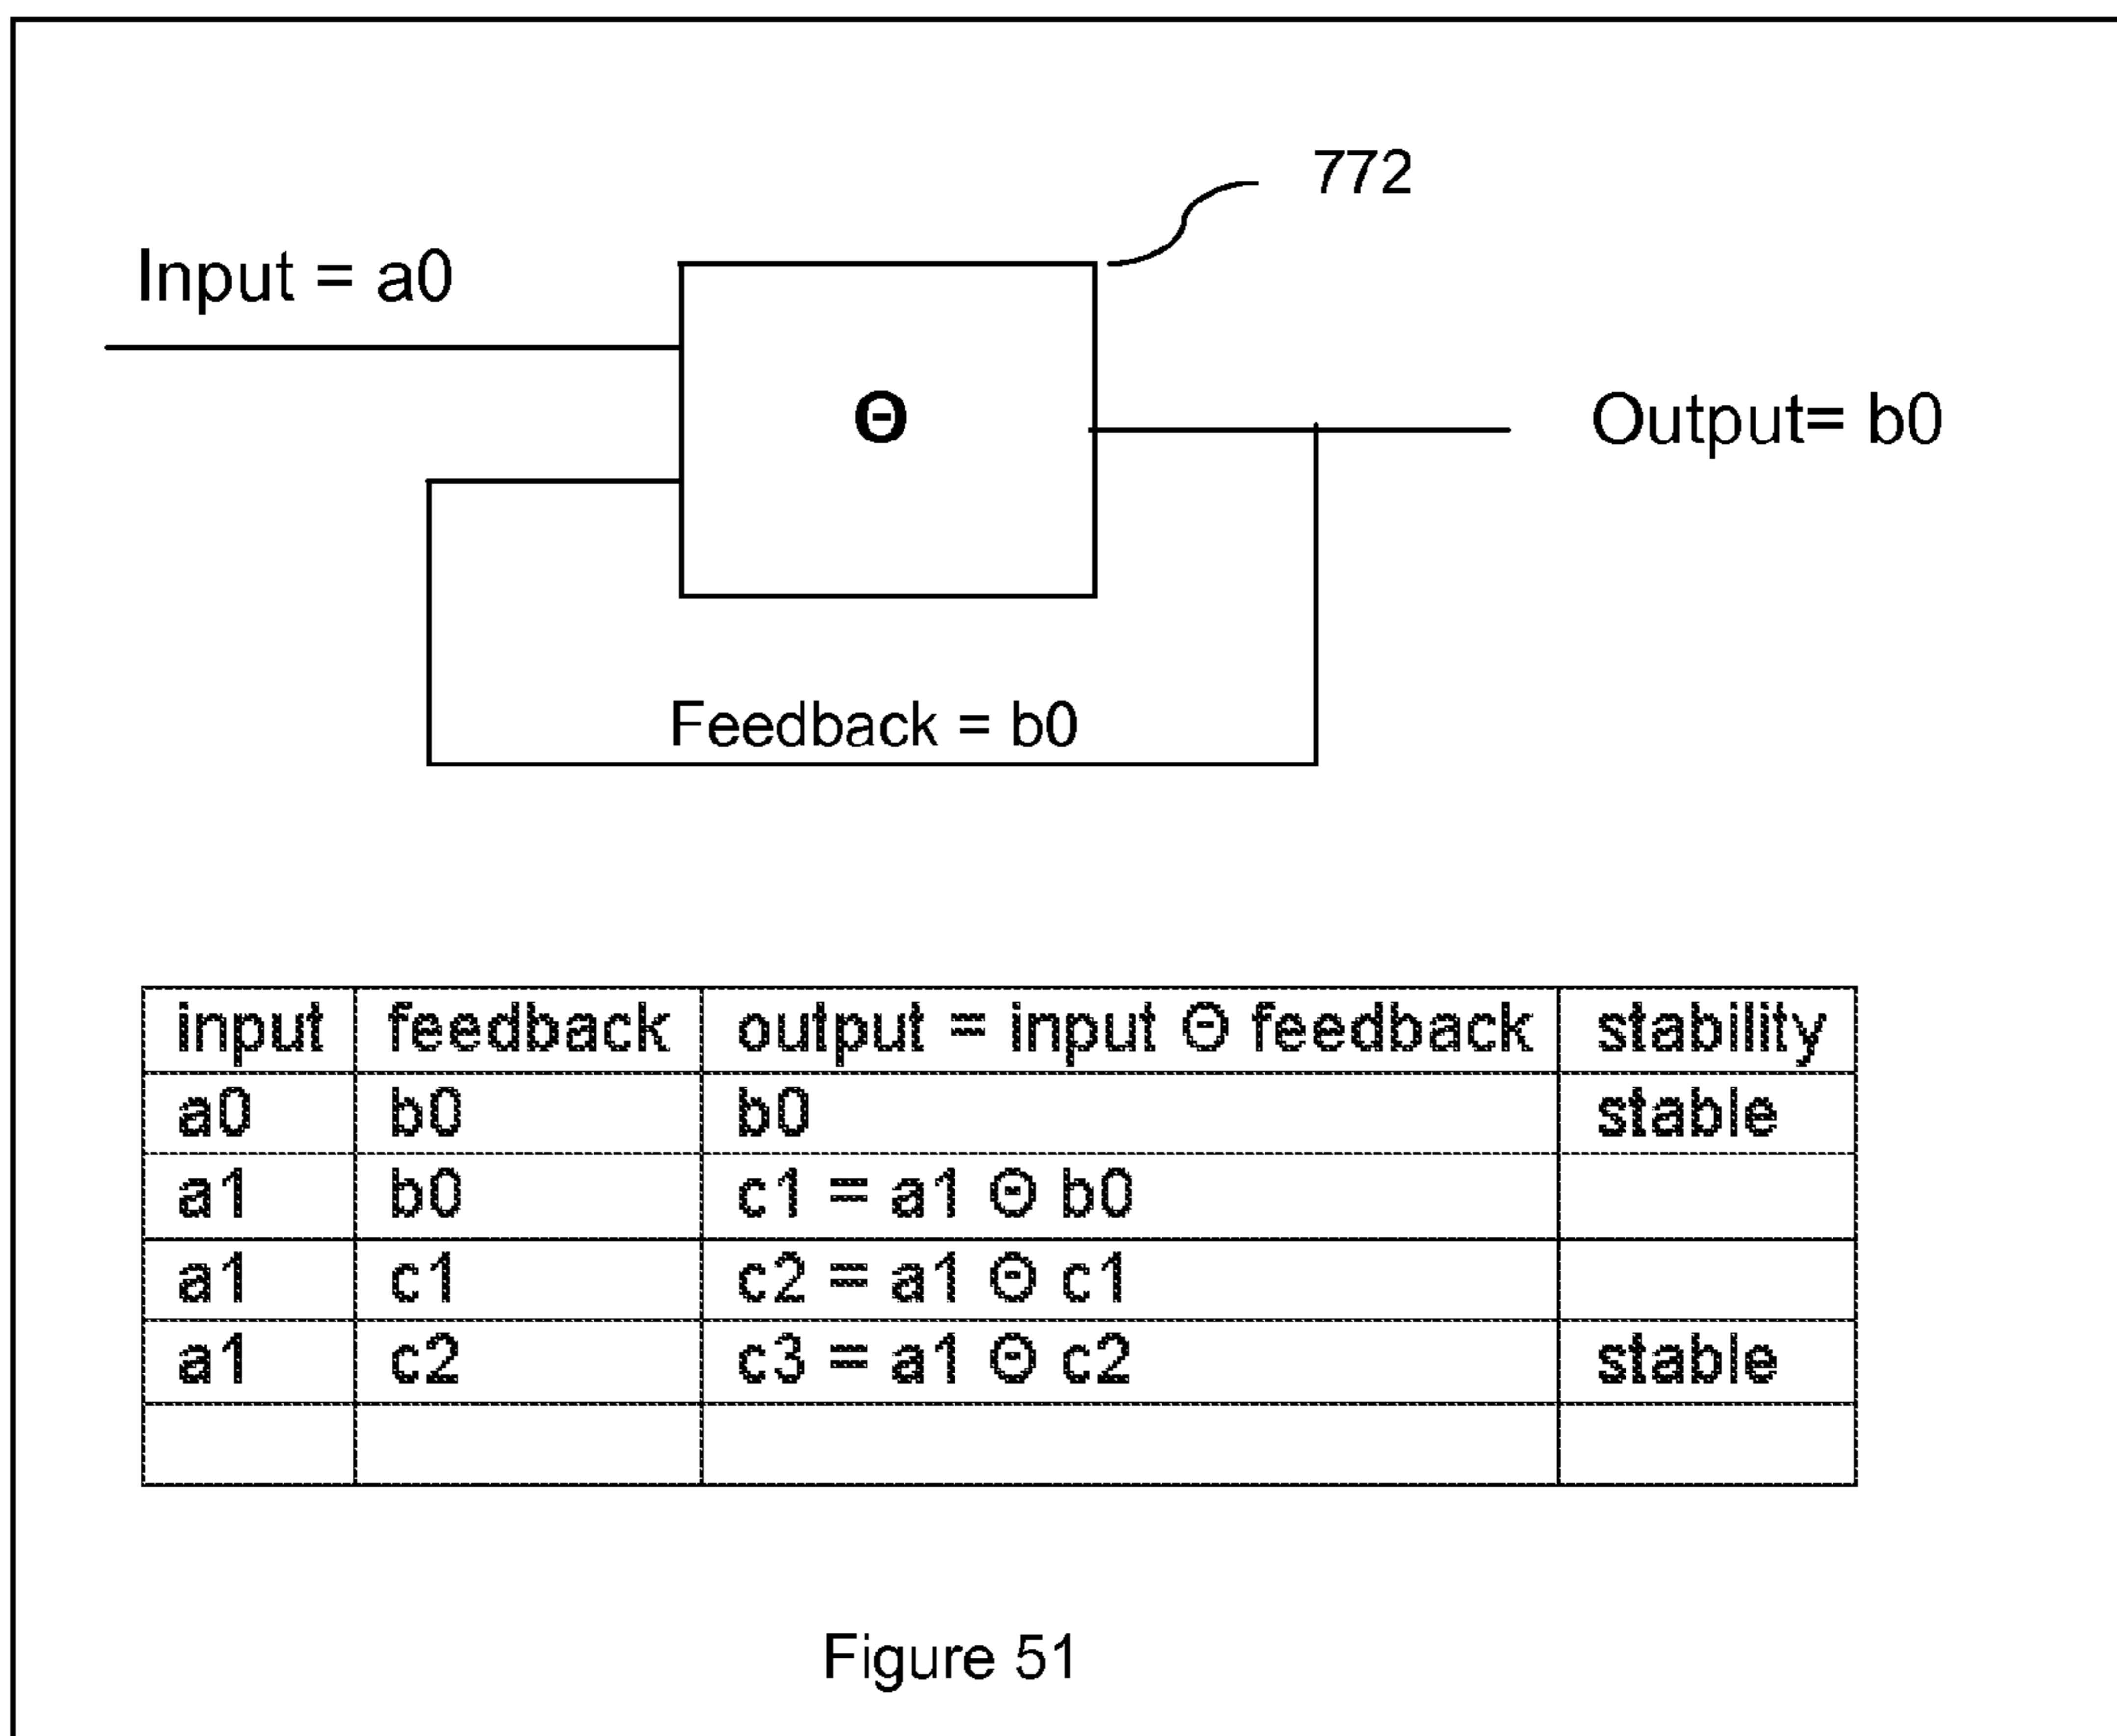 772
Input = a0
Θ
Output= b0
Feedback = b0
input feedback output = input Θ feedback stability
a0 b0 b0 stable
a1 b0 c1 = a1 Θ b0
a1 c1 c2 = a1 Θ c1
a1 c2 c3 = a1 Θ c2 stable
Figure 51